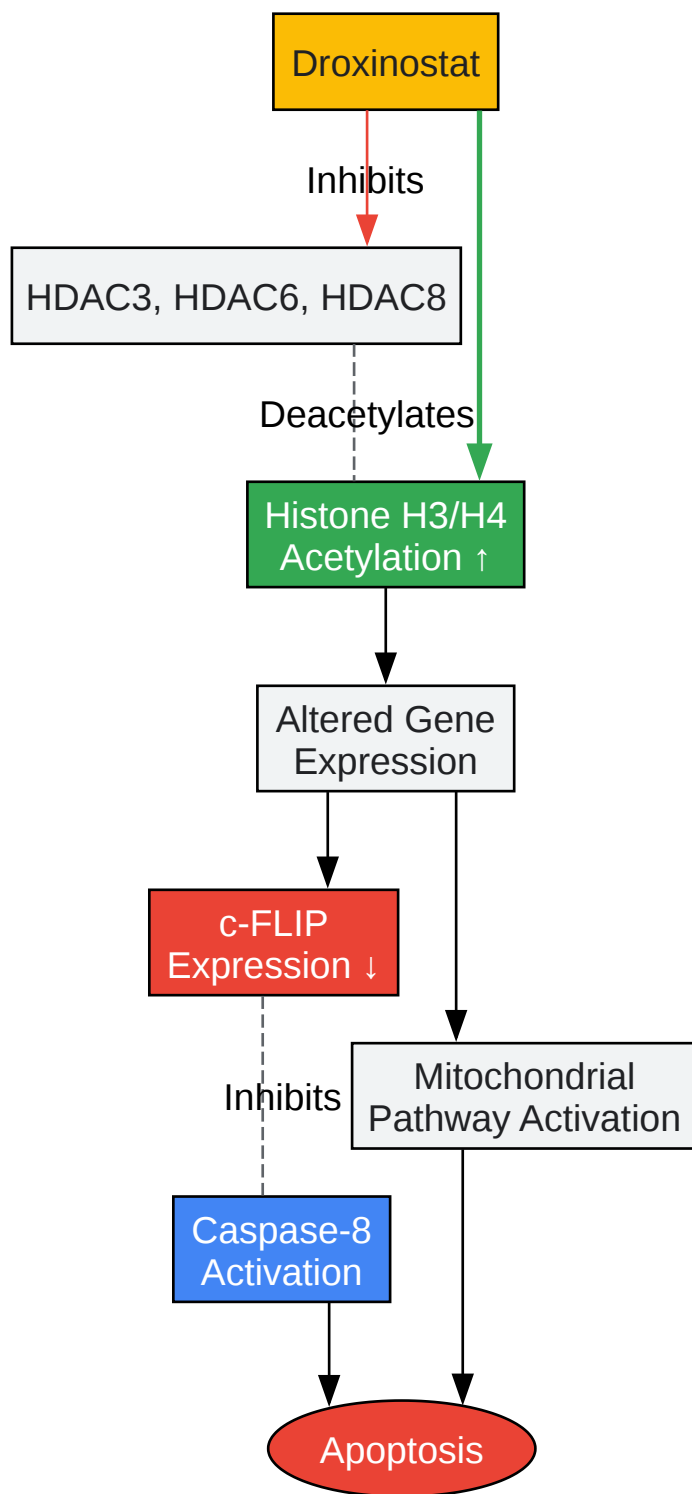 Droxinostat
Inhibits
HDAC3, HDAC6, HDAC8
Deacetylates
Histone H3/H4
Acetylation ↑
Altered Gene
Expression
c-FLIP
Expression ↓
Mitochondrial
Pathway Activation
Inhibits
Caspase-8
Activation
Apoptosis